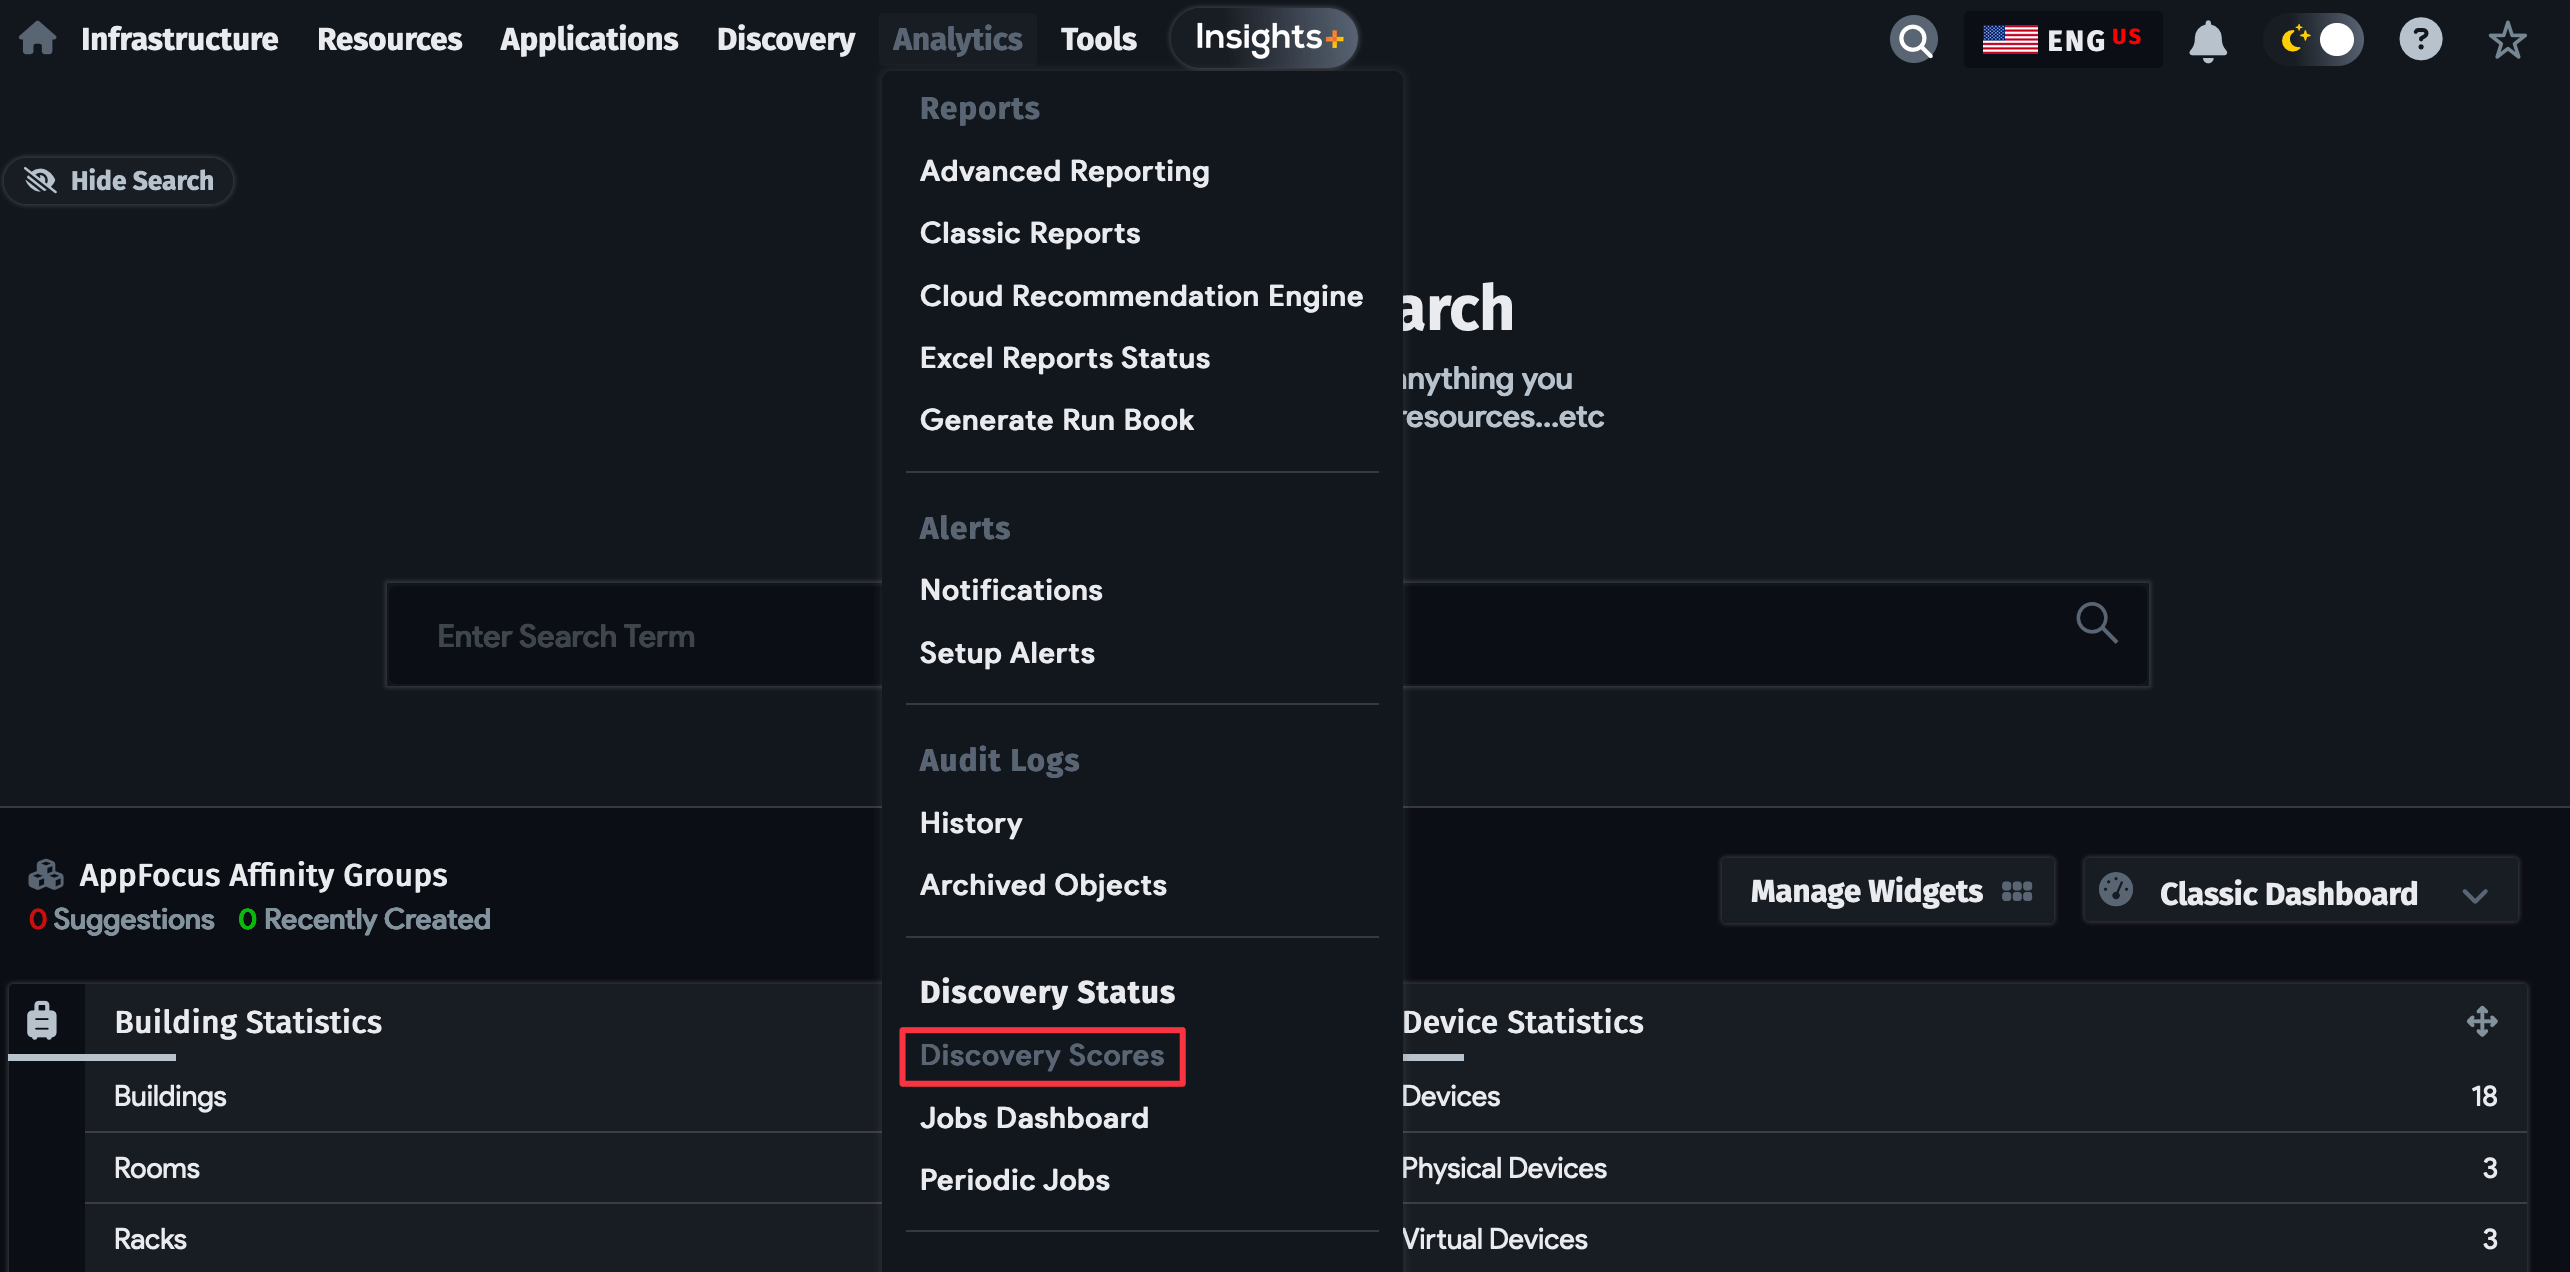 Infrastructure Resources Applications Discovery Analytics Tools Insights+ ENG US ?
Hide Search
Reports
Advanced Reporting
Classic Reports
Cloud Recommendation Engine
Excel Reports Status
Generate Run Book
Alerts
Notifications
Setup Alerts
Audit Logs
History
Archived Objects
Discovery Status
Discovery Scores
Jobs Dashboard
Periodic Jobs
arch
anything you
resources...etc
Enter Search Term
AppFocus Affinity Groups
0 Suggestions 0 Recently Created
Manage Widgets
Classic Dashboard
Building Statistics
Buildings
Rooms
Racks
Device Statistics
Devices 18
Physical Devices 3
Virtual Devices 3